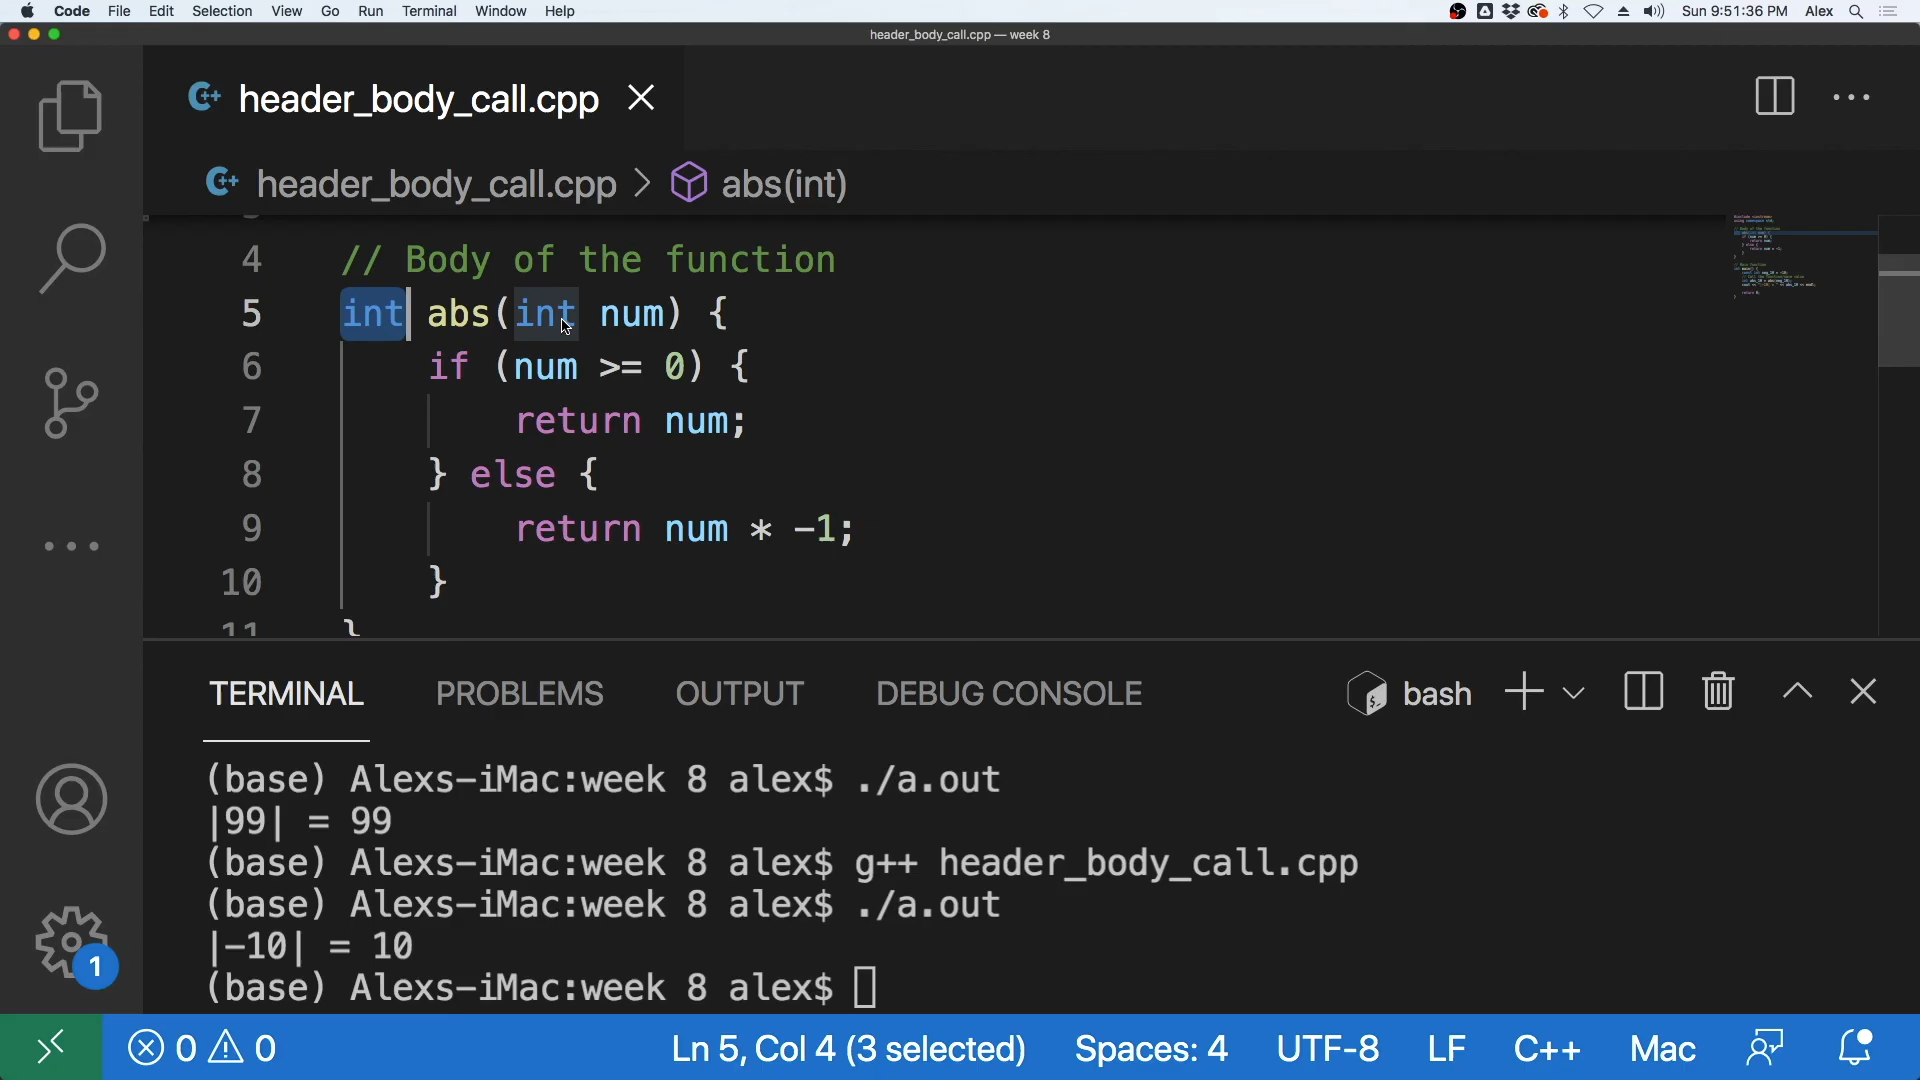 Code File Edit Selection View Go Run Terminal Window Help Sun 9:51:36 PM Alex
header_body_call.cpp — week 8
header_body_call.cpp
header_body_call.cpp > abs(int)
4 // Body of the function
5 int abs(int num) {
6 if (num >= 0) {
7 return num;
8 } else {
9 return num * -1;
10 }
11 }
TERMINAL PROBLEMS OUTPUT DEBUG CONSOLE bash
(base) Alexs-iMac:week 8 alex$ ./a.out
|99| = 99
(base) Alexs-iMac:week 8 alex$ g++ header_body_call.cpp
(base) Alexs-iMac:week 8 alex$ ./a.out
|-10| = 10
(base) Alexs-iMac:week 8 alex$
1
0 0 Ln 5, Col 4 (3 selected) Spaces: 4 UTF-8 LF C++ Mac